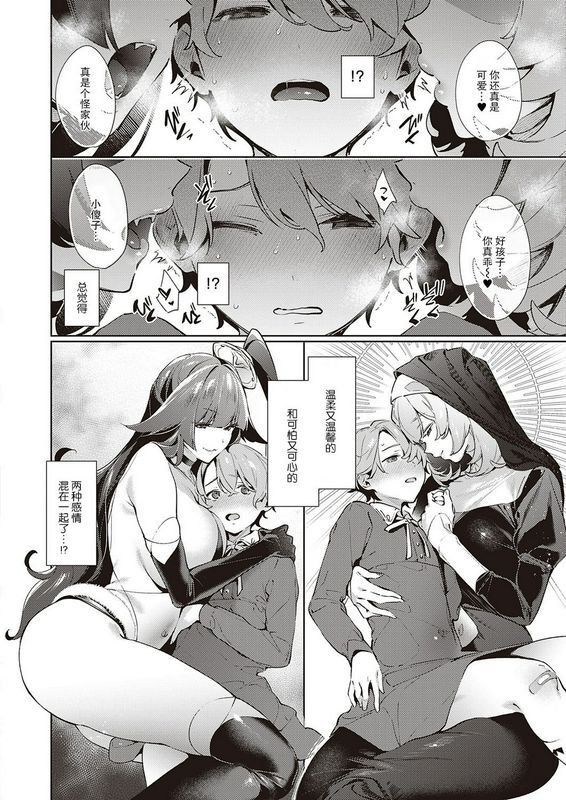 你还真是
可爱…♥
!?
真是个怪家伙
好孩子…
你真乖～♥
?
!?
小傻子…
总觉得
温柔又温馨的
和可怕又可心的
两种感情
混在一起了…!?